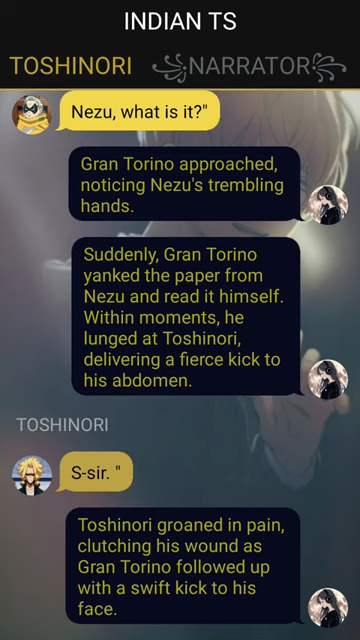 INDIAN TS
TOSHINORI
NARRATOR
Nezu, what is it?"
Gran Torino approached,
noticing Nezu's trembling
hands.
Suddenly, Gran Torino
yanked the paper from
Nezu and read it himself.
Within moments, he
lunged at Toshinori,
delivering a fierce kick to
his abdomen.
TOSHINORI
S-sir. "
Toshinori groaned in pain,
clutching his wound as
Gran Torino followed up
with a swift kick to his
face.